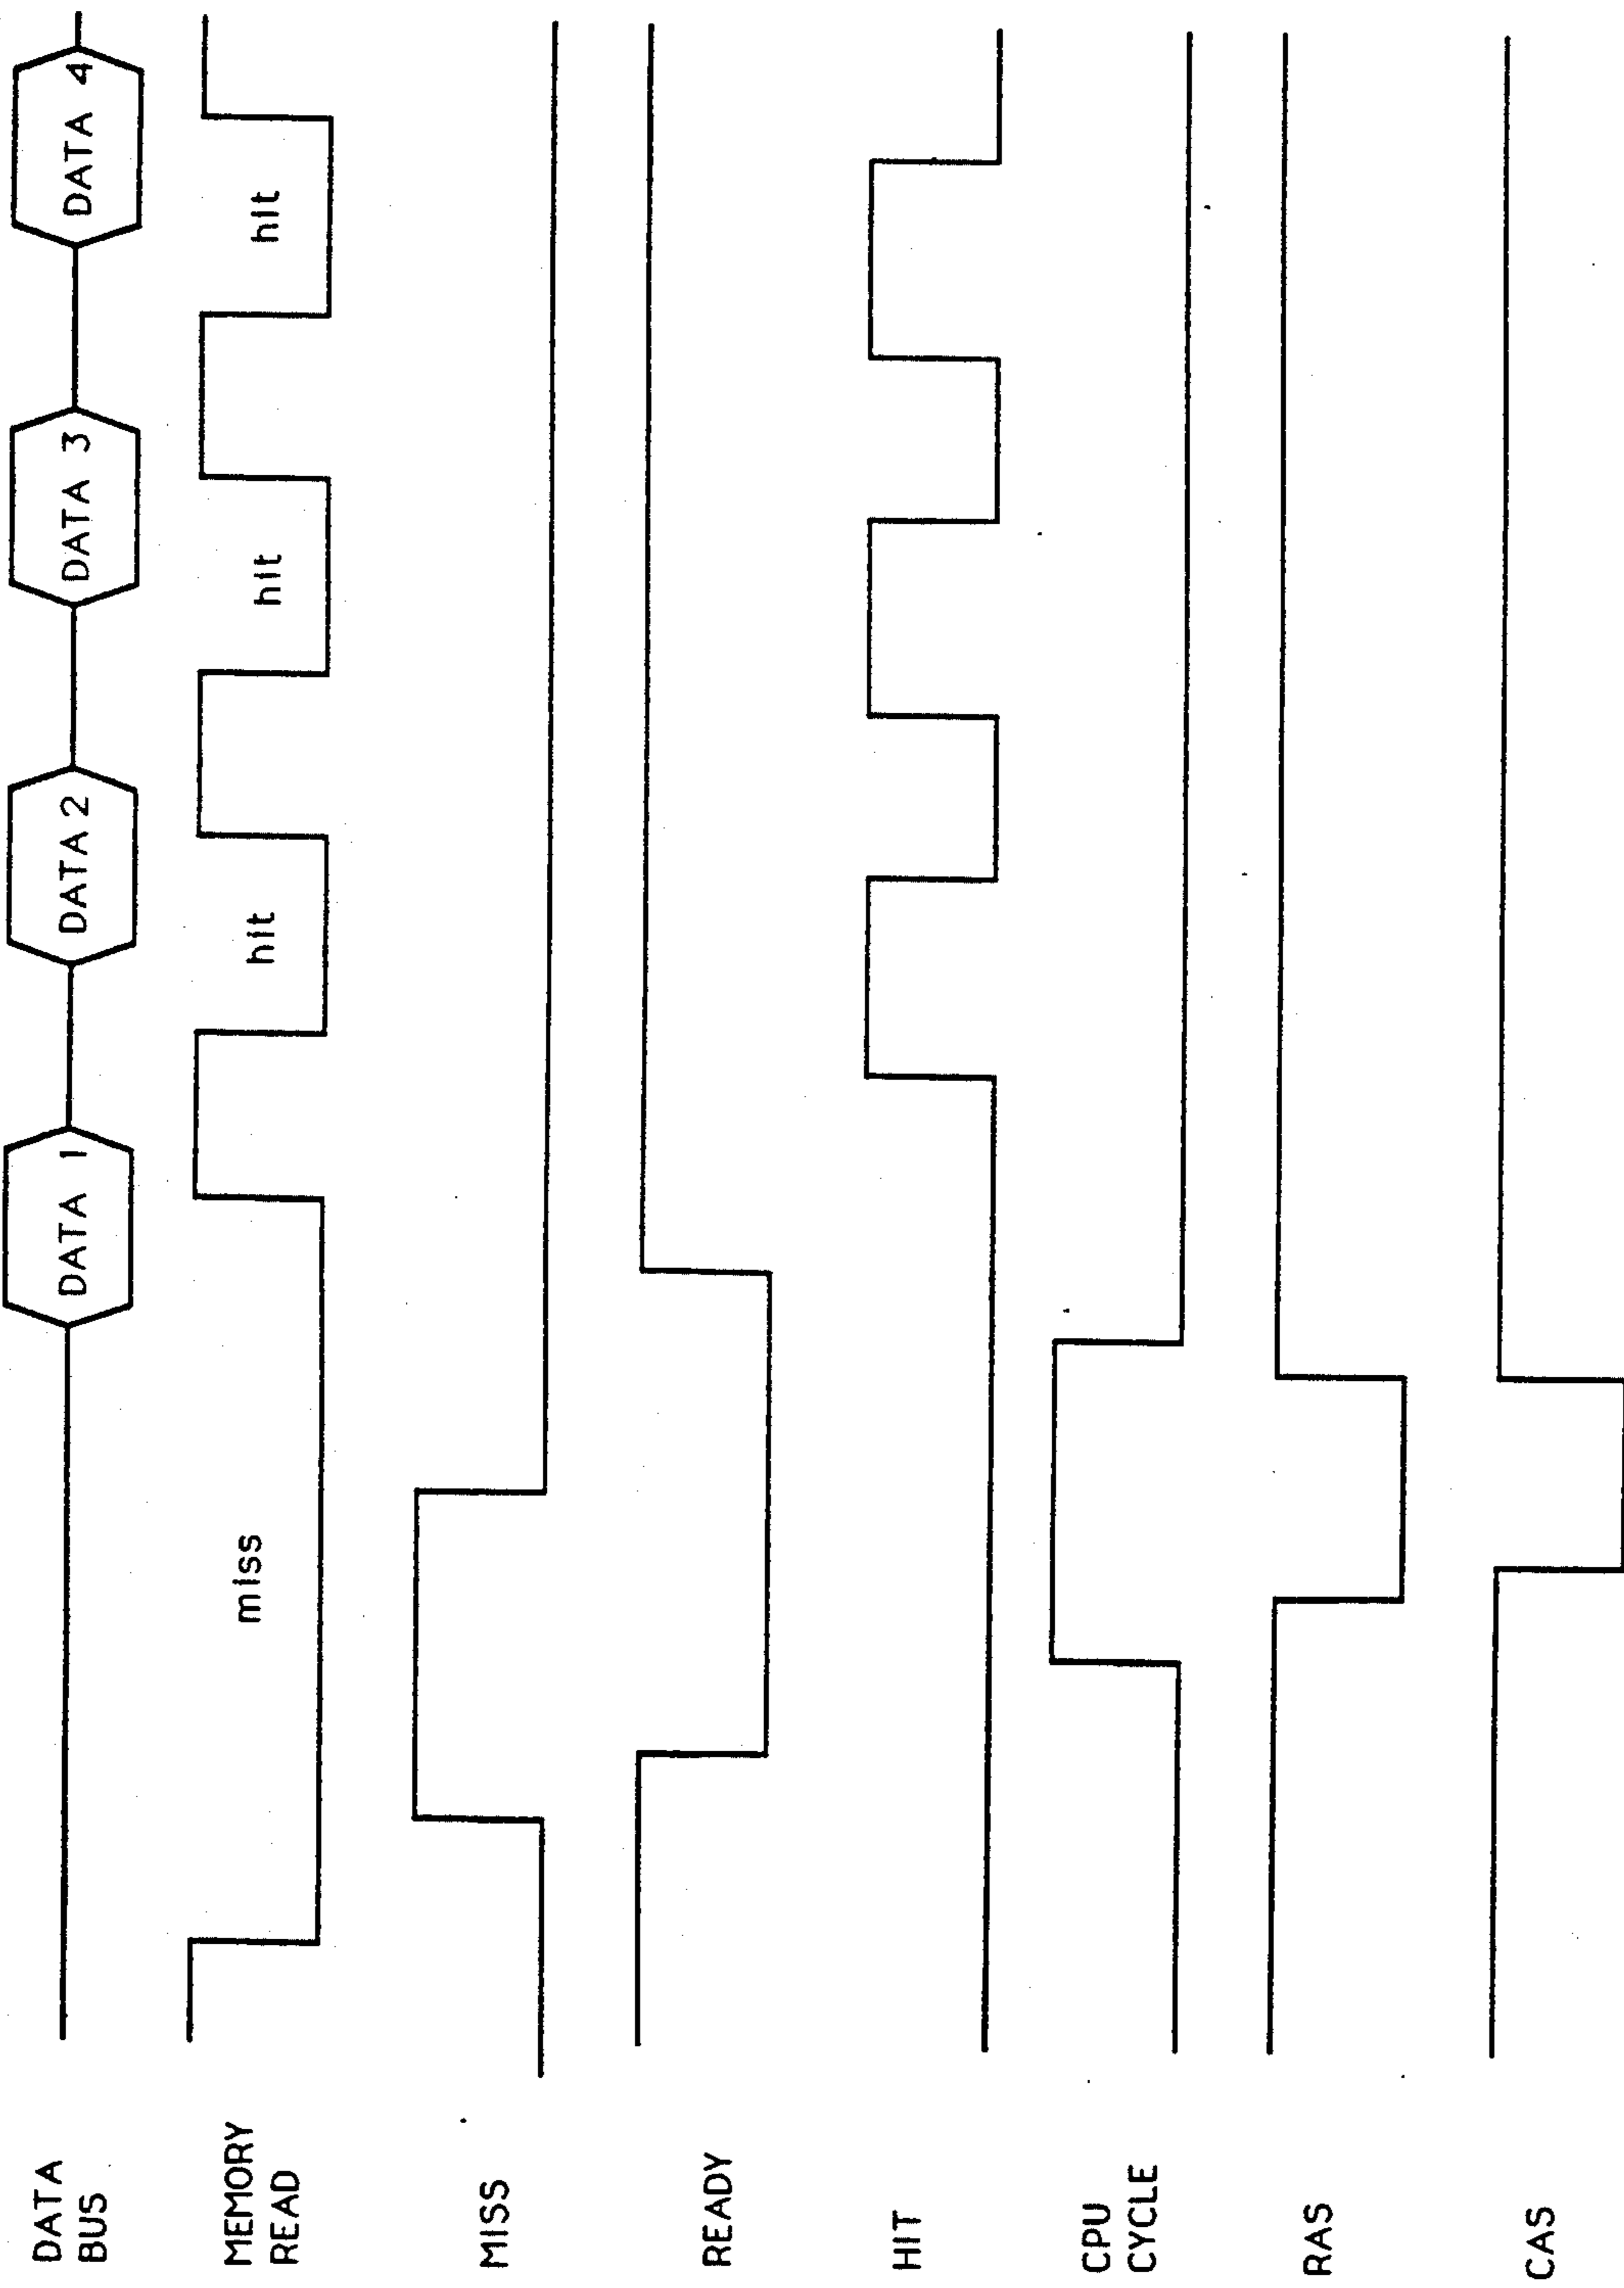 DATA
BUS
DATA 1
DATA 2
DATA 3
DATA 4
MEMORY
READ
miss
hit
hit
hit
MISS
READY
HIT
CPU
CYCLE
RAS
CAS